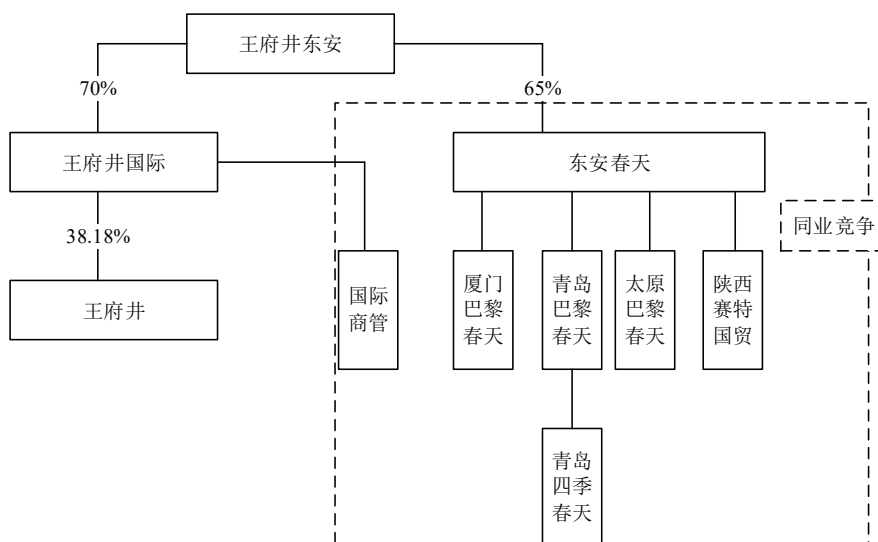 王府井东安
70%
65%
王府井国际
东安春天
同业竞争
38.18%
王府井
国际
商管
厦门
巴黎
春天
青岛
巴黎
春天
太原
巴黎
春天
陕西
赛特
国贸
青岛
四季
春天